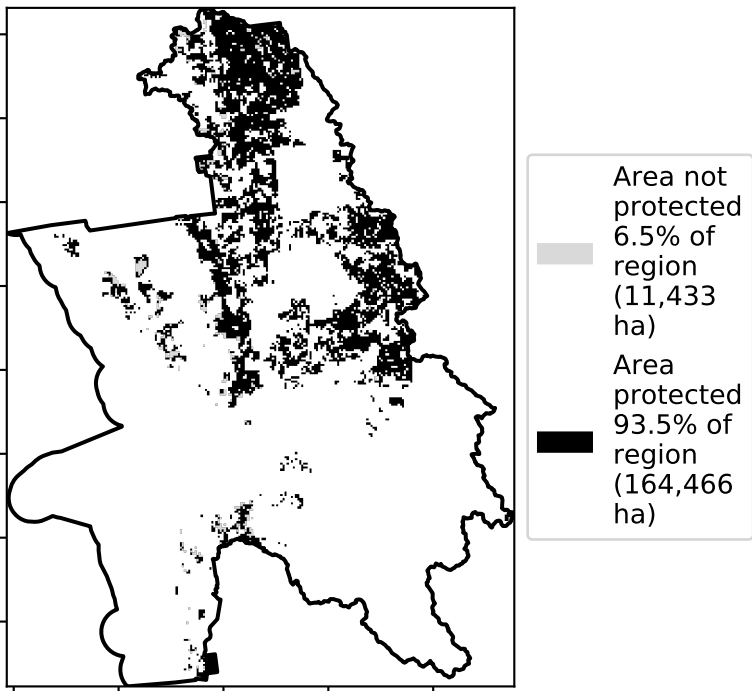 Area not
protected
6.5% of
region
(11,433
ha)
Area
protected
93.5% of
region
(164,466
ha)